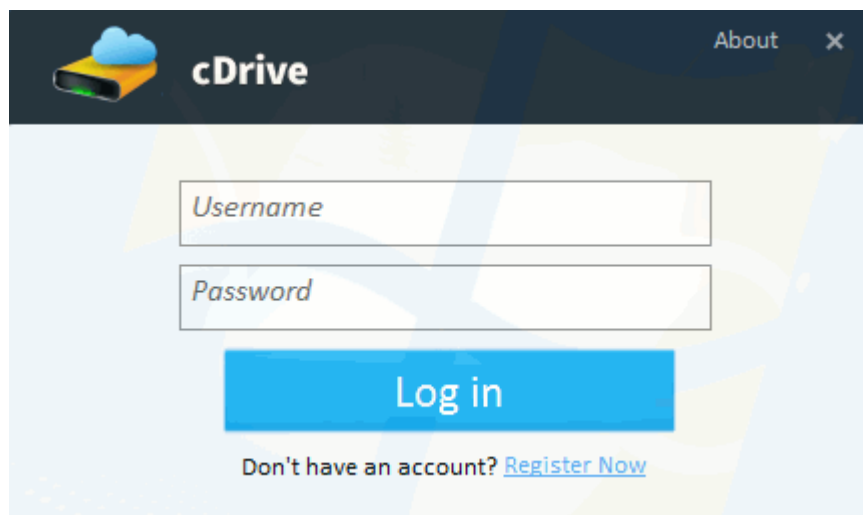 cDrive
About ×
Username
Password
Log in
Don't have an account? Register Now